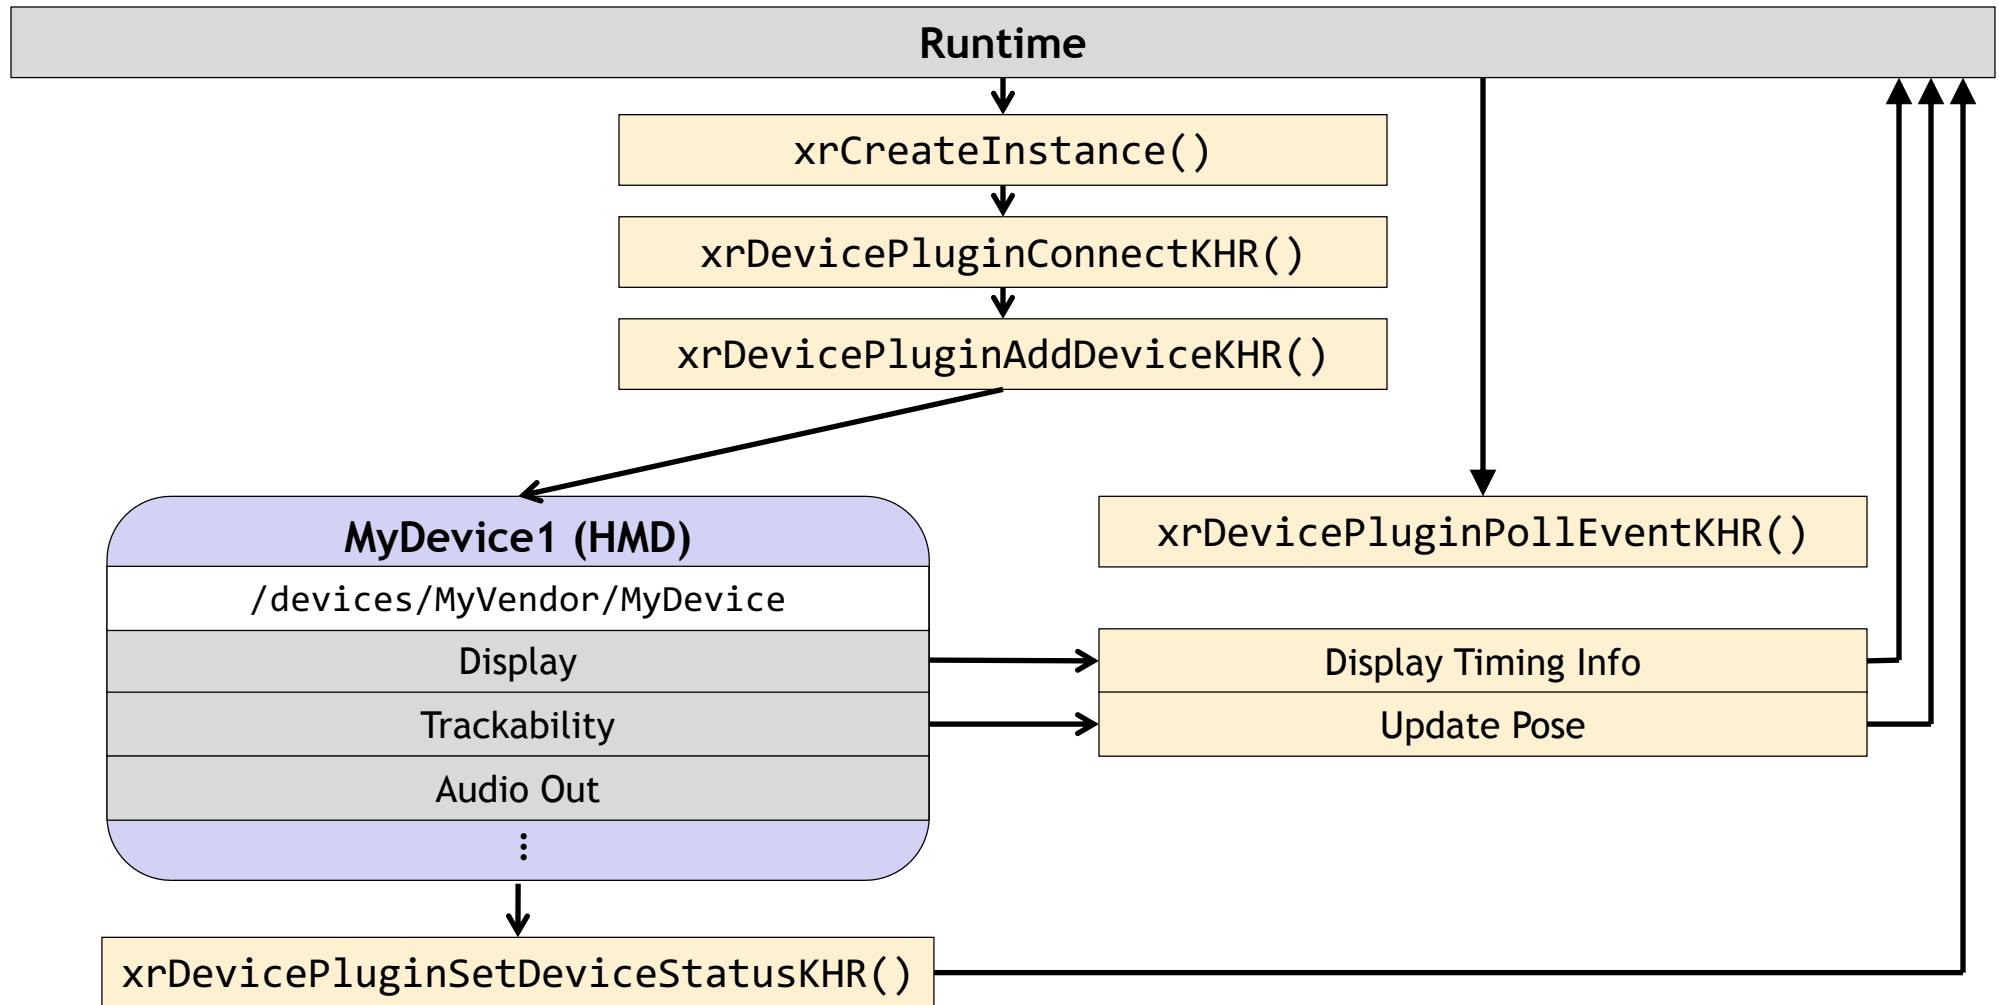 Runtime
xrCreateInstance()
xrDevicePluginConnectKHR()
xrDevicePluginAddDeviceKHR()
MyDevice1 (HMD)
/devices/MyVendor/MyDevice
Display
Trackability
Audio Out
⋮
xrDevicePluginPollEventKHR()
Display Timing Info
Update Pose
xrDevicePluginSetDeviceStatusKHR()